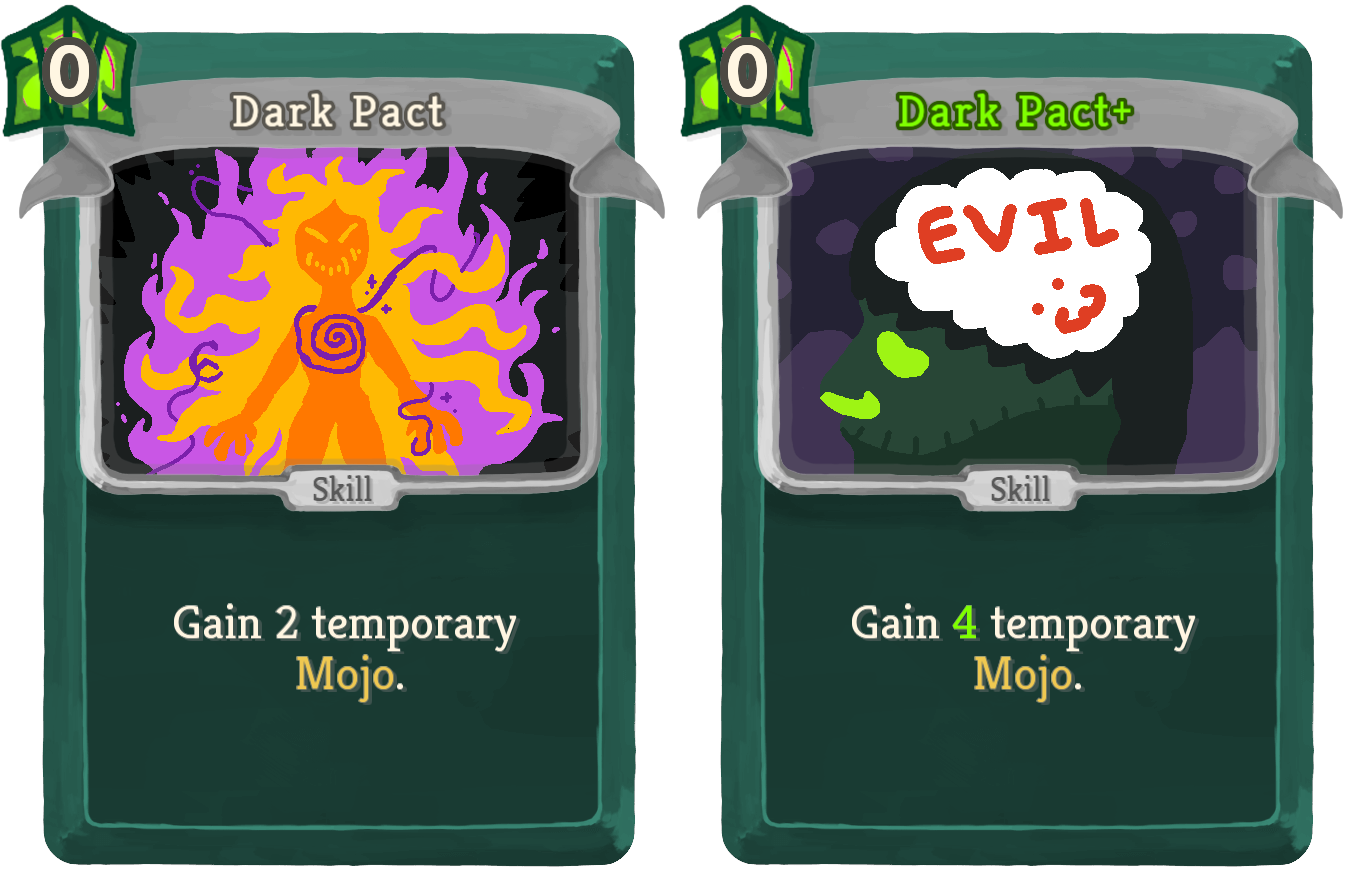 0
Dark Pact
Skill
Gain 2 temporary
Mojo.
0
Dark Pact+
EVIL
:)
Skill
Gain 4 temporary
Mojo.